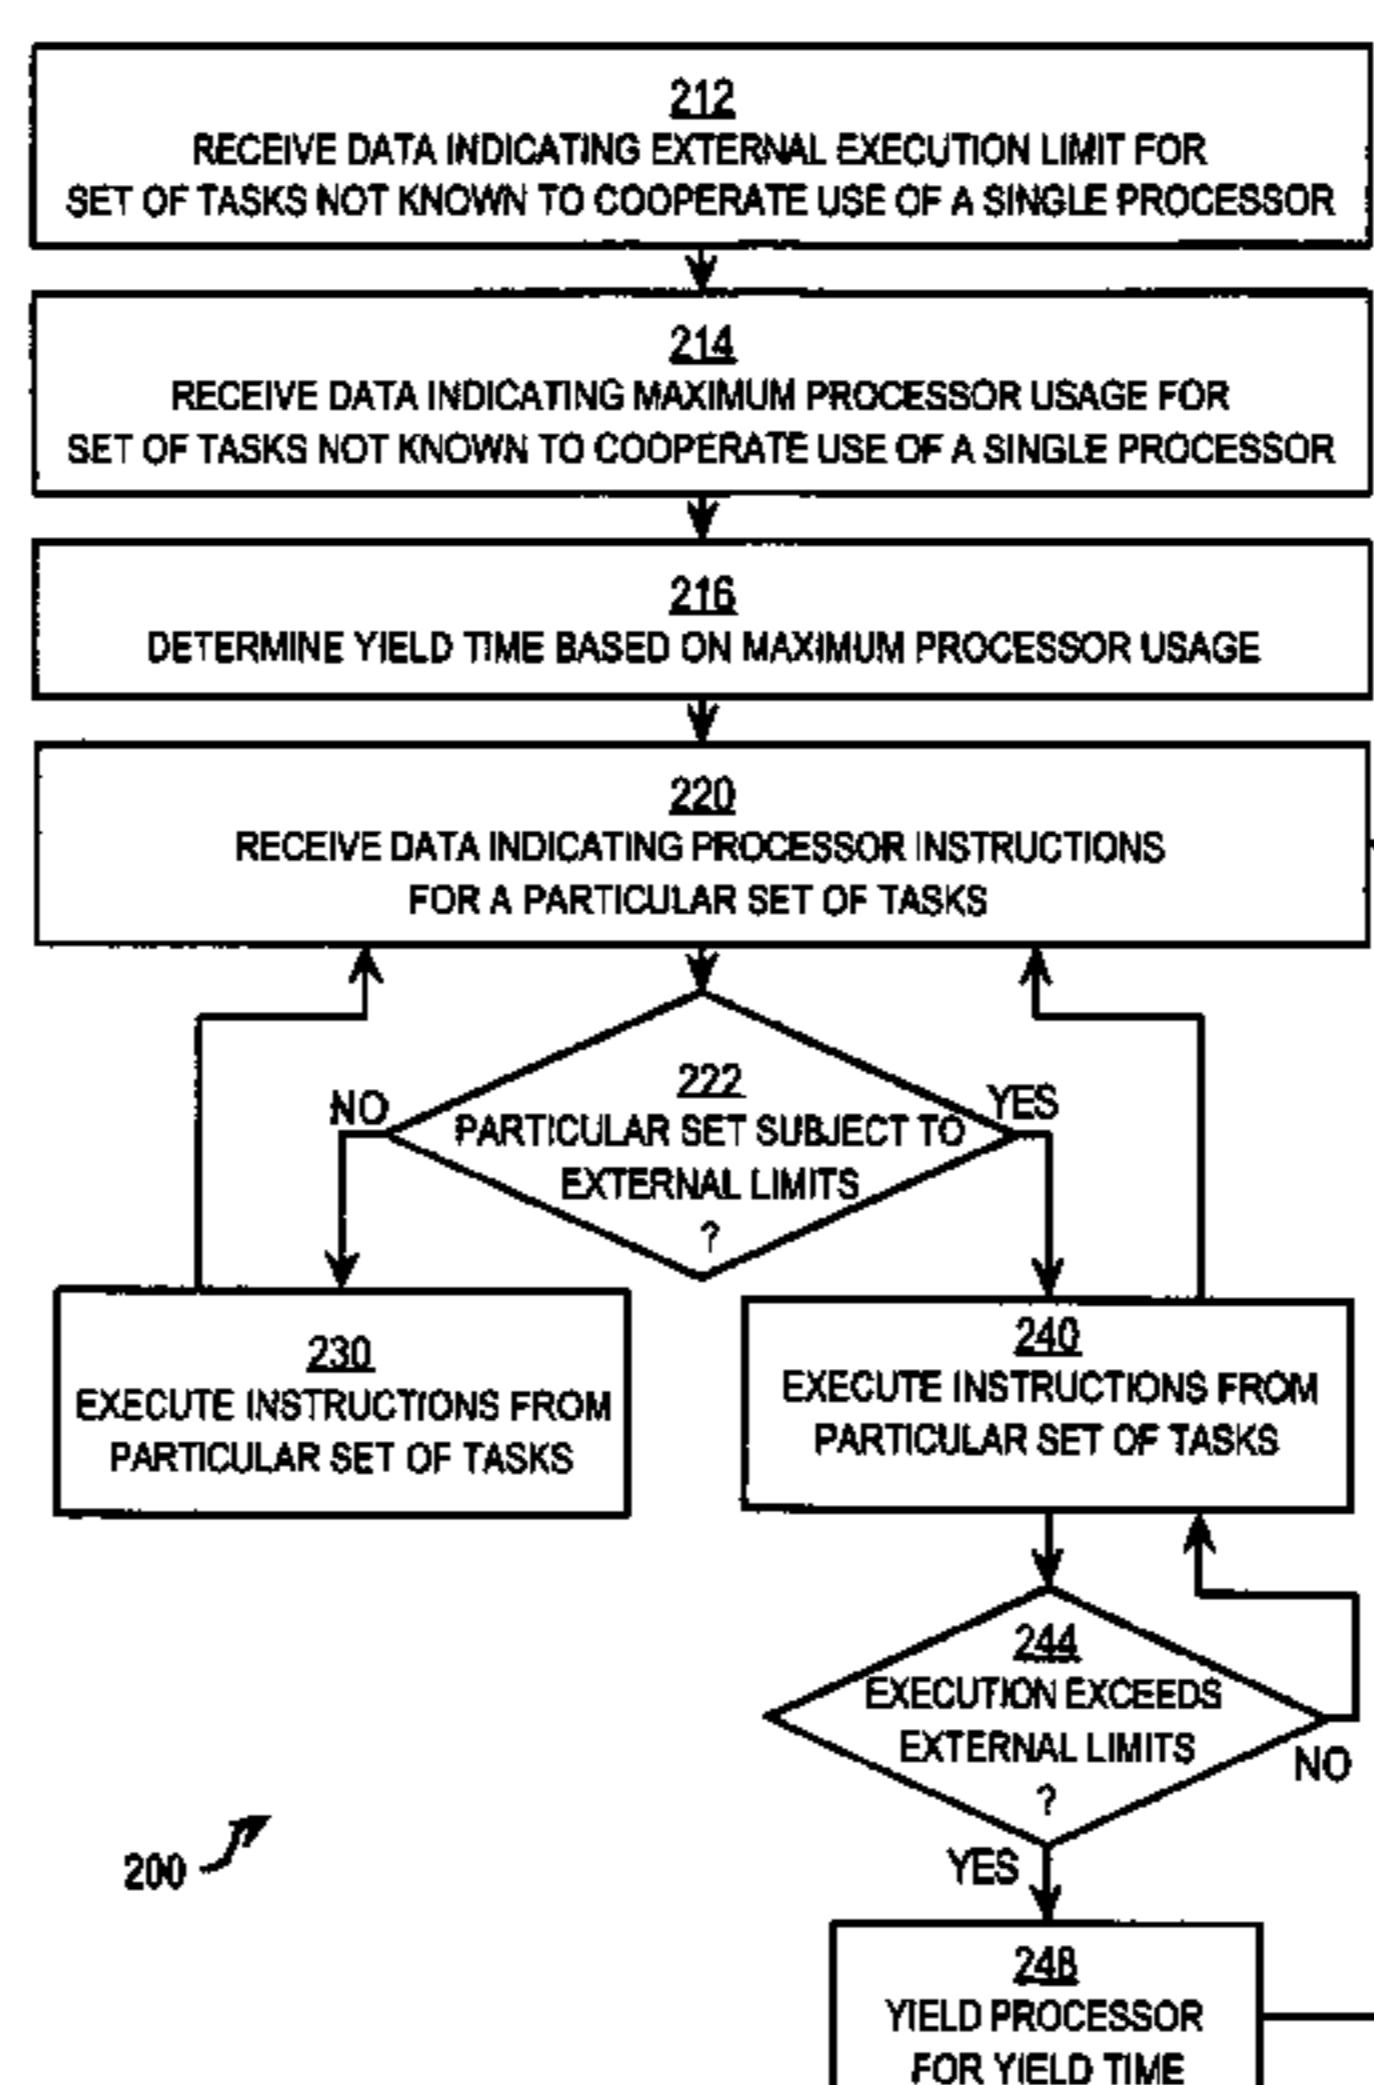 212
RECEIVE DATA INDICATING EXTERNAL EXECUTION LIMIT FOR
SET OF TASKS NOT KNOWN TO COOPERATE USE OF A SINGLE PROCESSOR
214
RECEIVE DATA INDICATING MAXIMUM PROCESSOR USAGE FOR
SET OF TASKS NOT KNOWN TO COOPERATE USE OF A SINGLE PROCESSOR
216
DETERMINE YIELD TIME BASED ON MAXIMUM PROCESSOR USAGE
220
RECEIVE DATA INDICATING PROCESSOR INSTRUCTIONS
FOR A PARTICULAR SET OF TASKS
222
NO
YES
PARTICULAR SET SUBJECT TO
EXTERNAL LIMITS
?
230
EXECUTE INSTRUCTIONS FROM
PARTICULAR SET OF TASKS
240
EXECUTE INSTRUCTIONS FROM
PARTICULAR SET OF TASKS
244
EXECUTION EXCEEDS
EXTERNAL LIMITS
?
NO
YES
200
248
YIELD PROCESSOR
FOR YIELD TIME